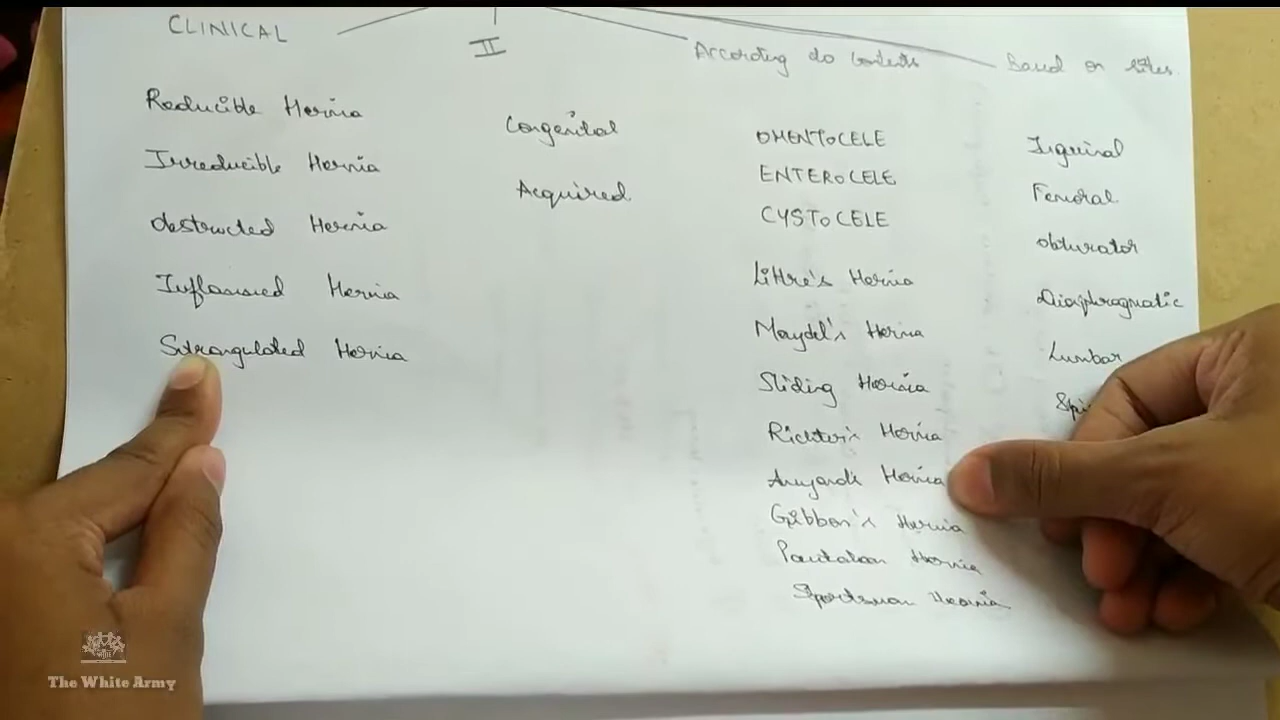 CLINICAL
Reducible Hernia
Irreducible Hernia
Obstructed Hernia
Inflamed Hernia
Strangulated Hernia
II
Congenital
Acquired
According to Contents
OMENTOCELE
ENTEROCELE
CYSTOCELE
Littre's Hernia
Maydel's Hernia
Sliding Hernia
Richter's Hernia
Hernia
Gibbon's Hernia
Pantaloon Hernia
Sportsman Hernia
Based on Sites
Inguinal
Femoral
Obturator
Diaphragmatic
Lumbar
The White Army